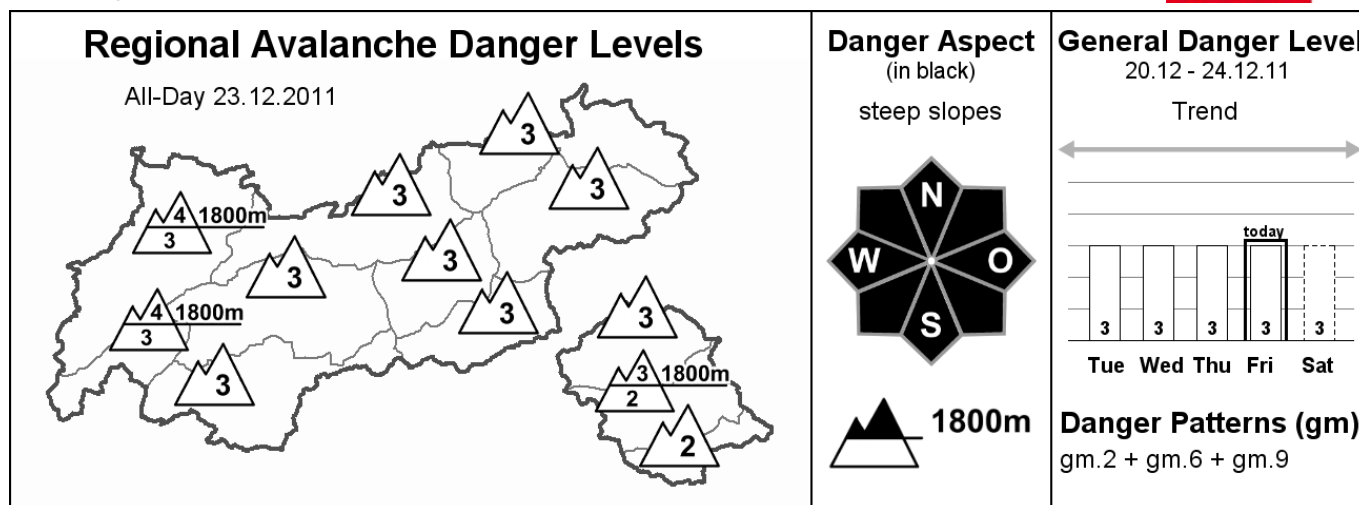 Regional Avalanche Danger Levels
All-Day 23.12.2011
3
3
3
3
4 1800m
3
3
3
4 1800m
3
3
3
3
3 1800m
2
2
Danger Aspect
(in black)
steep slopes
N
W O
S
1800m
General Danger Level
20.12 - 24.12.11
Trend
today
3 3 3 3 3
Tue Wed Thu Fri Sat
Danger Patterns (gm)
gm.2 + gm.6 + gm.9